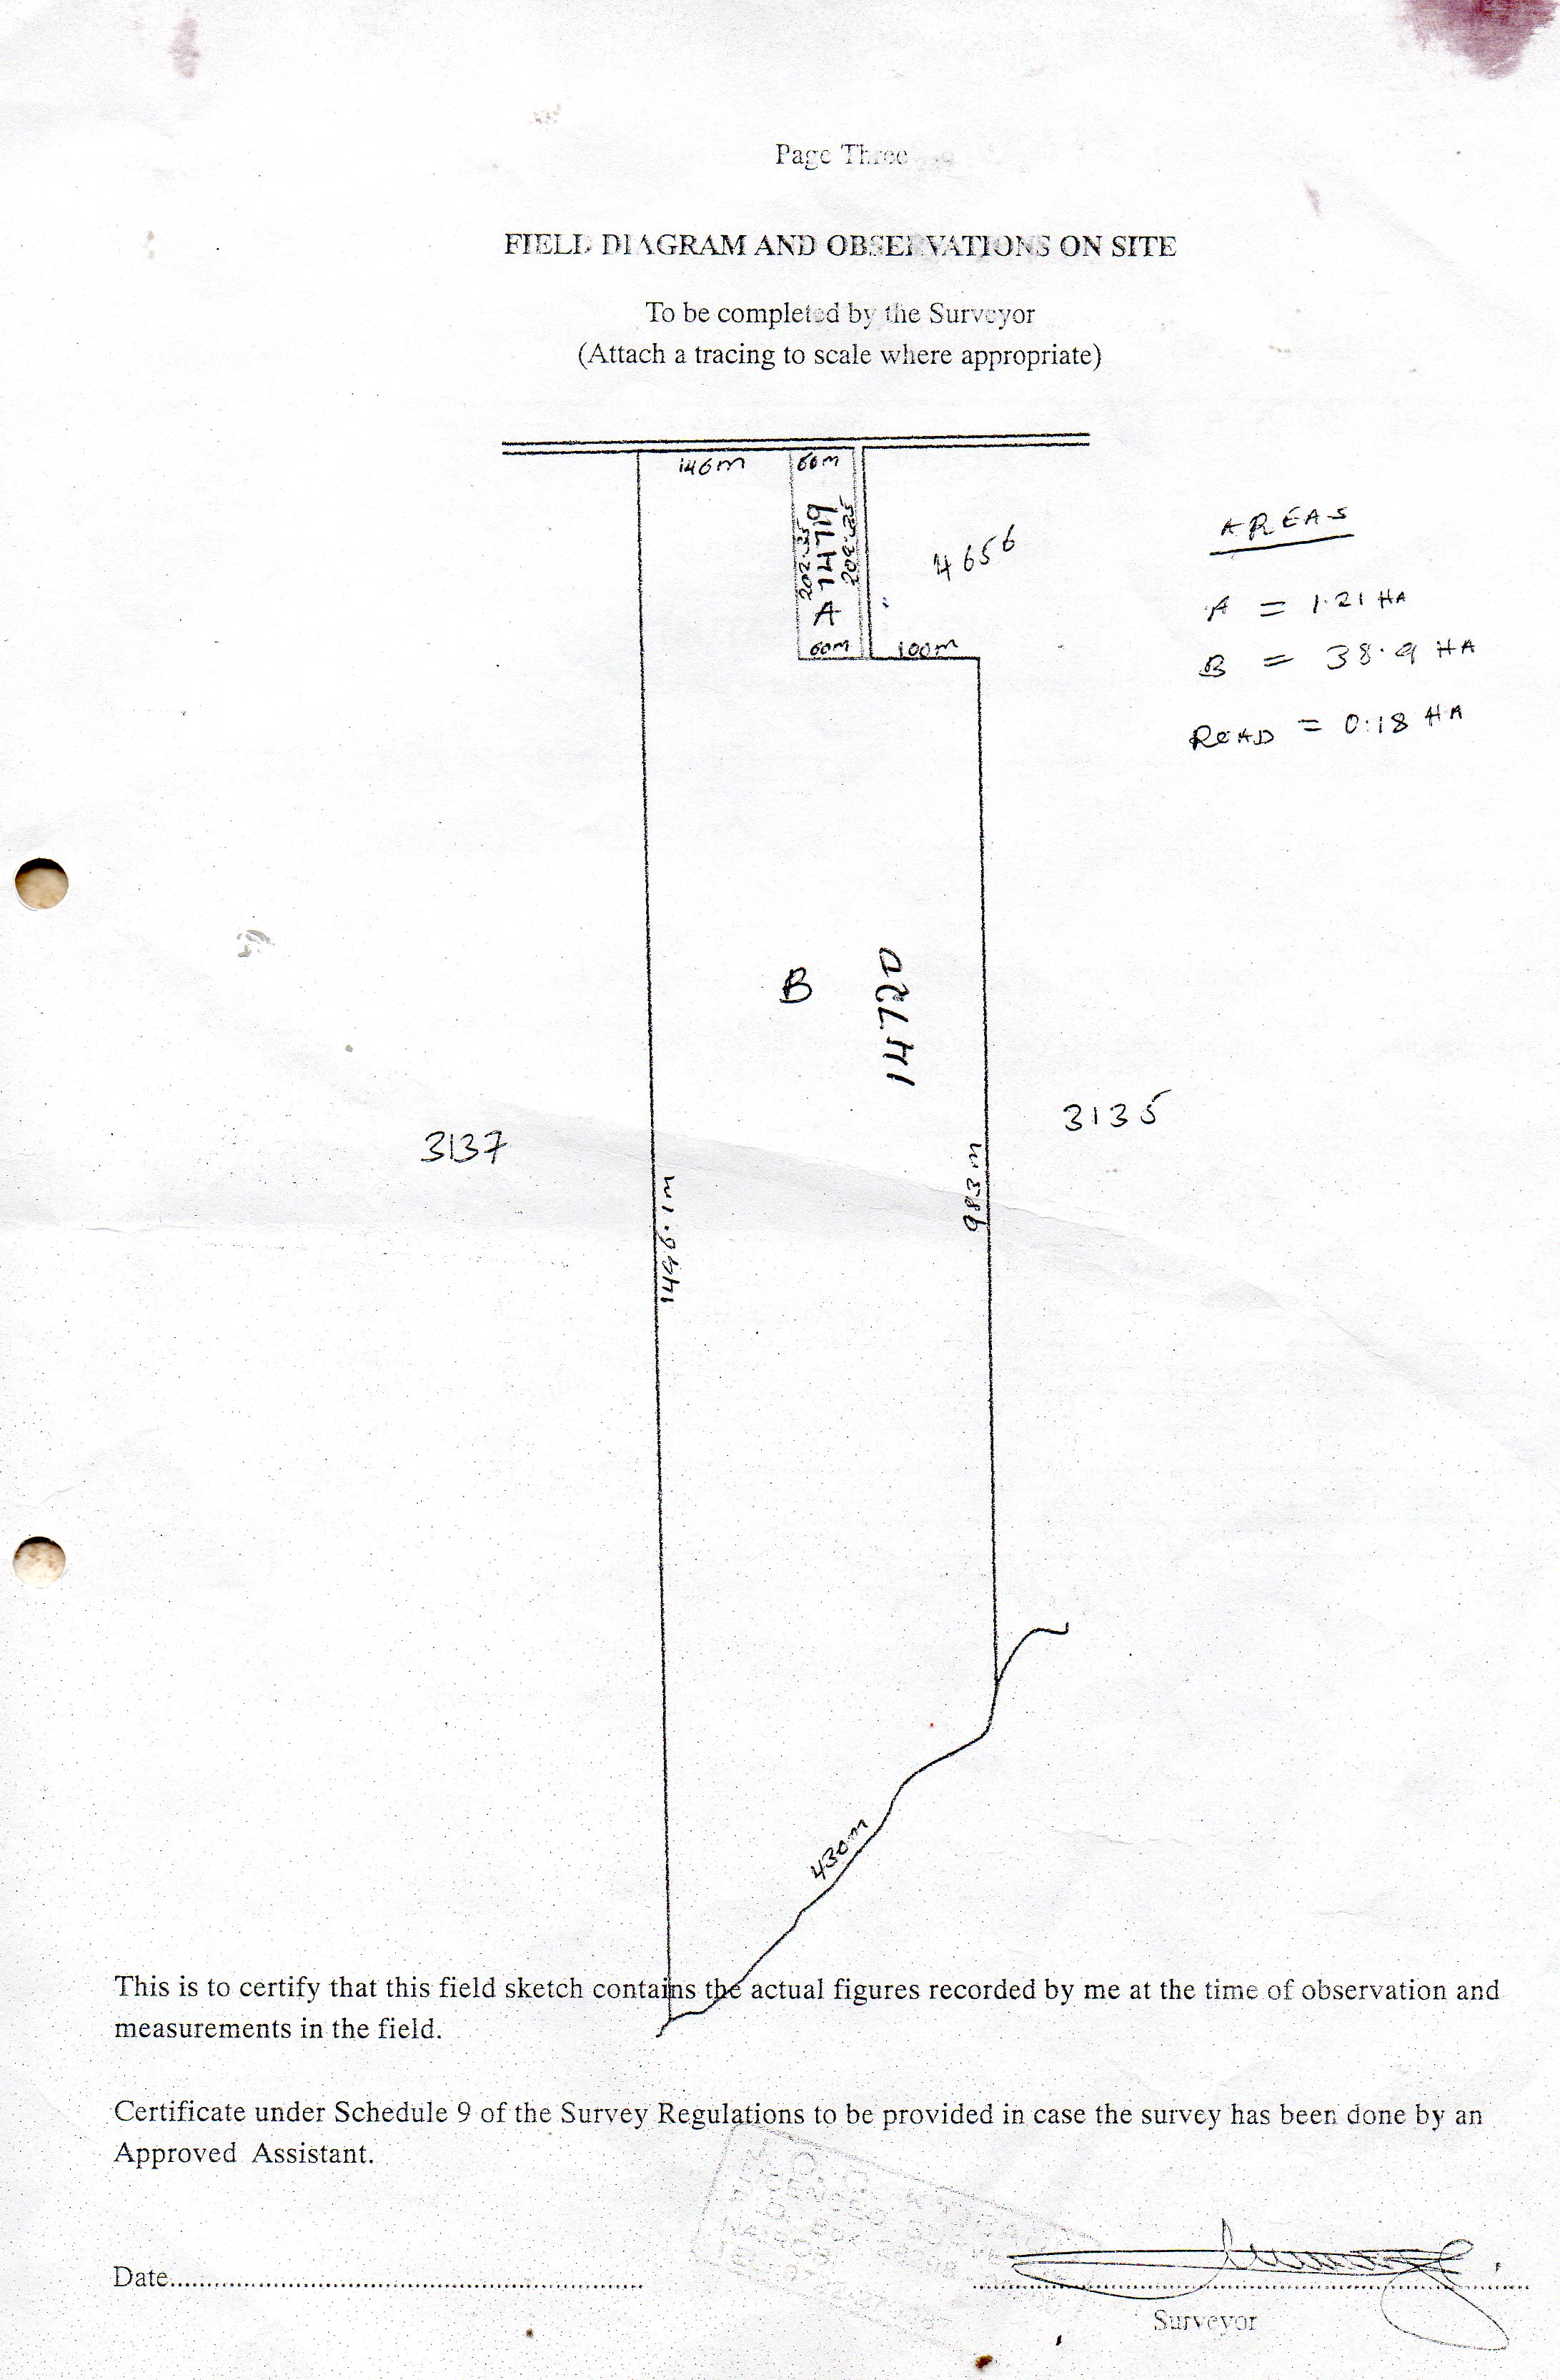 Page Three
FIELD DIAGRAM AND OBSERVATIONS ON SITE
To be completed by the Surveyor
(Attach a tracing to scale where appropriate)
146m
60m
202.25
14719
202.25
A
60m
100m
4656
AREAS
A = 1.21 HA
B = 38.9 HA
ROAD = 0.18 HA
B
14720
3137
3135
1496.1m
983m
430m
This is to certify that this field sketch contains the actual figures recorded by me at the time of observation and
measurements in the field.
Certificate under Schedule 9 of the Survey Regulations to be provided in case the survey has been done by an
Approved Assistant.
Date
Surveyor